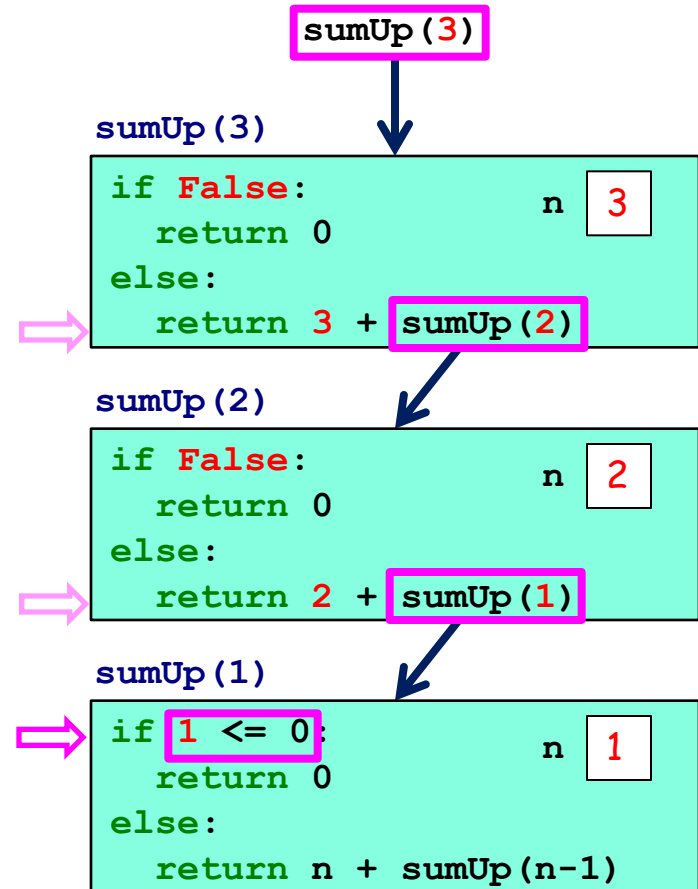 sumUp(3)
sumUp(3)
if False:
n 3
return 0
else:
return 3 + sumUp(2)
sumUp(2)
if False:
n 2
return 0
else:
return 2 + sumUp(1)
sumUp(1)
if 1 <= 0:
n 1
return 0
else:
return n + sumUp(n-1)